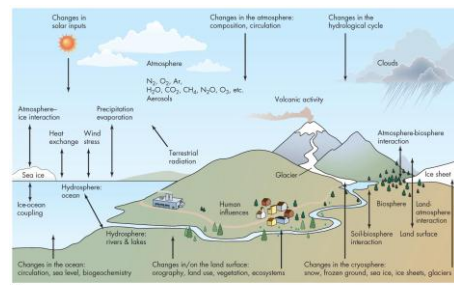 Changes in
solar inputs
Changes in the atmosphere:
composition, circulation
Changes in the
hydrological cycle
Atmosphere
Clouds
N₂, O₂, Ar,
H₂O, CO₂, CH₄, N₂O, O₃, etc.
Aerosols
Volcanic activity
Atmosphere–
ice interaction
Precipitation
evaporation
Heat
exchange
Wind
stress
Terrestrial
radiation
Atmosphere-biosphere
interaction
Sea ice
Glacier
Ice sheet
Hydrosphere:
ocean
Ice-ocean
coupling
Human
influences
Biosphere
Land-
atmosphere
interaction
Hydrosphere:
rivers & lakes
Soil-biosphere
interaction
Land surface
Changes in the ocean:
circulation, sea level, biogeochemistry
Changes in/on the land surface:
orography, land use, vegetation, ecosystems
Changes in the cryosphere:
snow, frozen ground, sea ice, ice sheets, glaciers